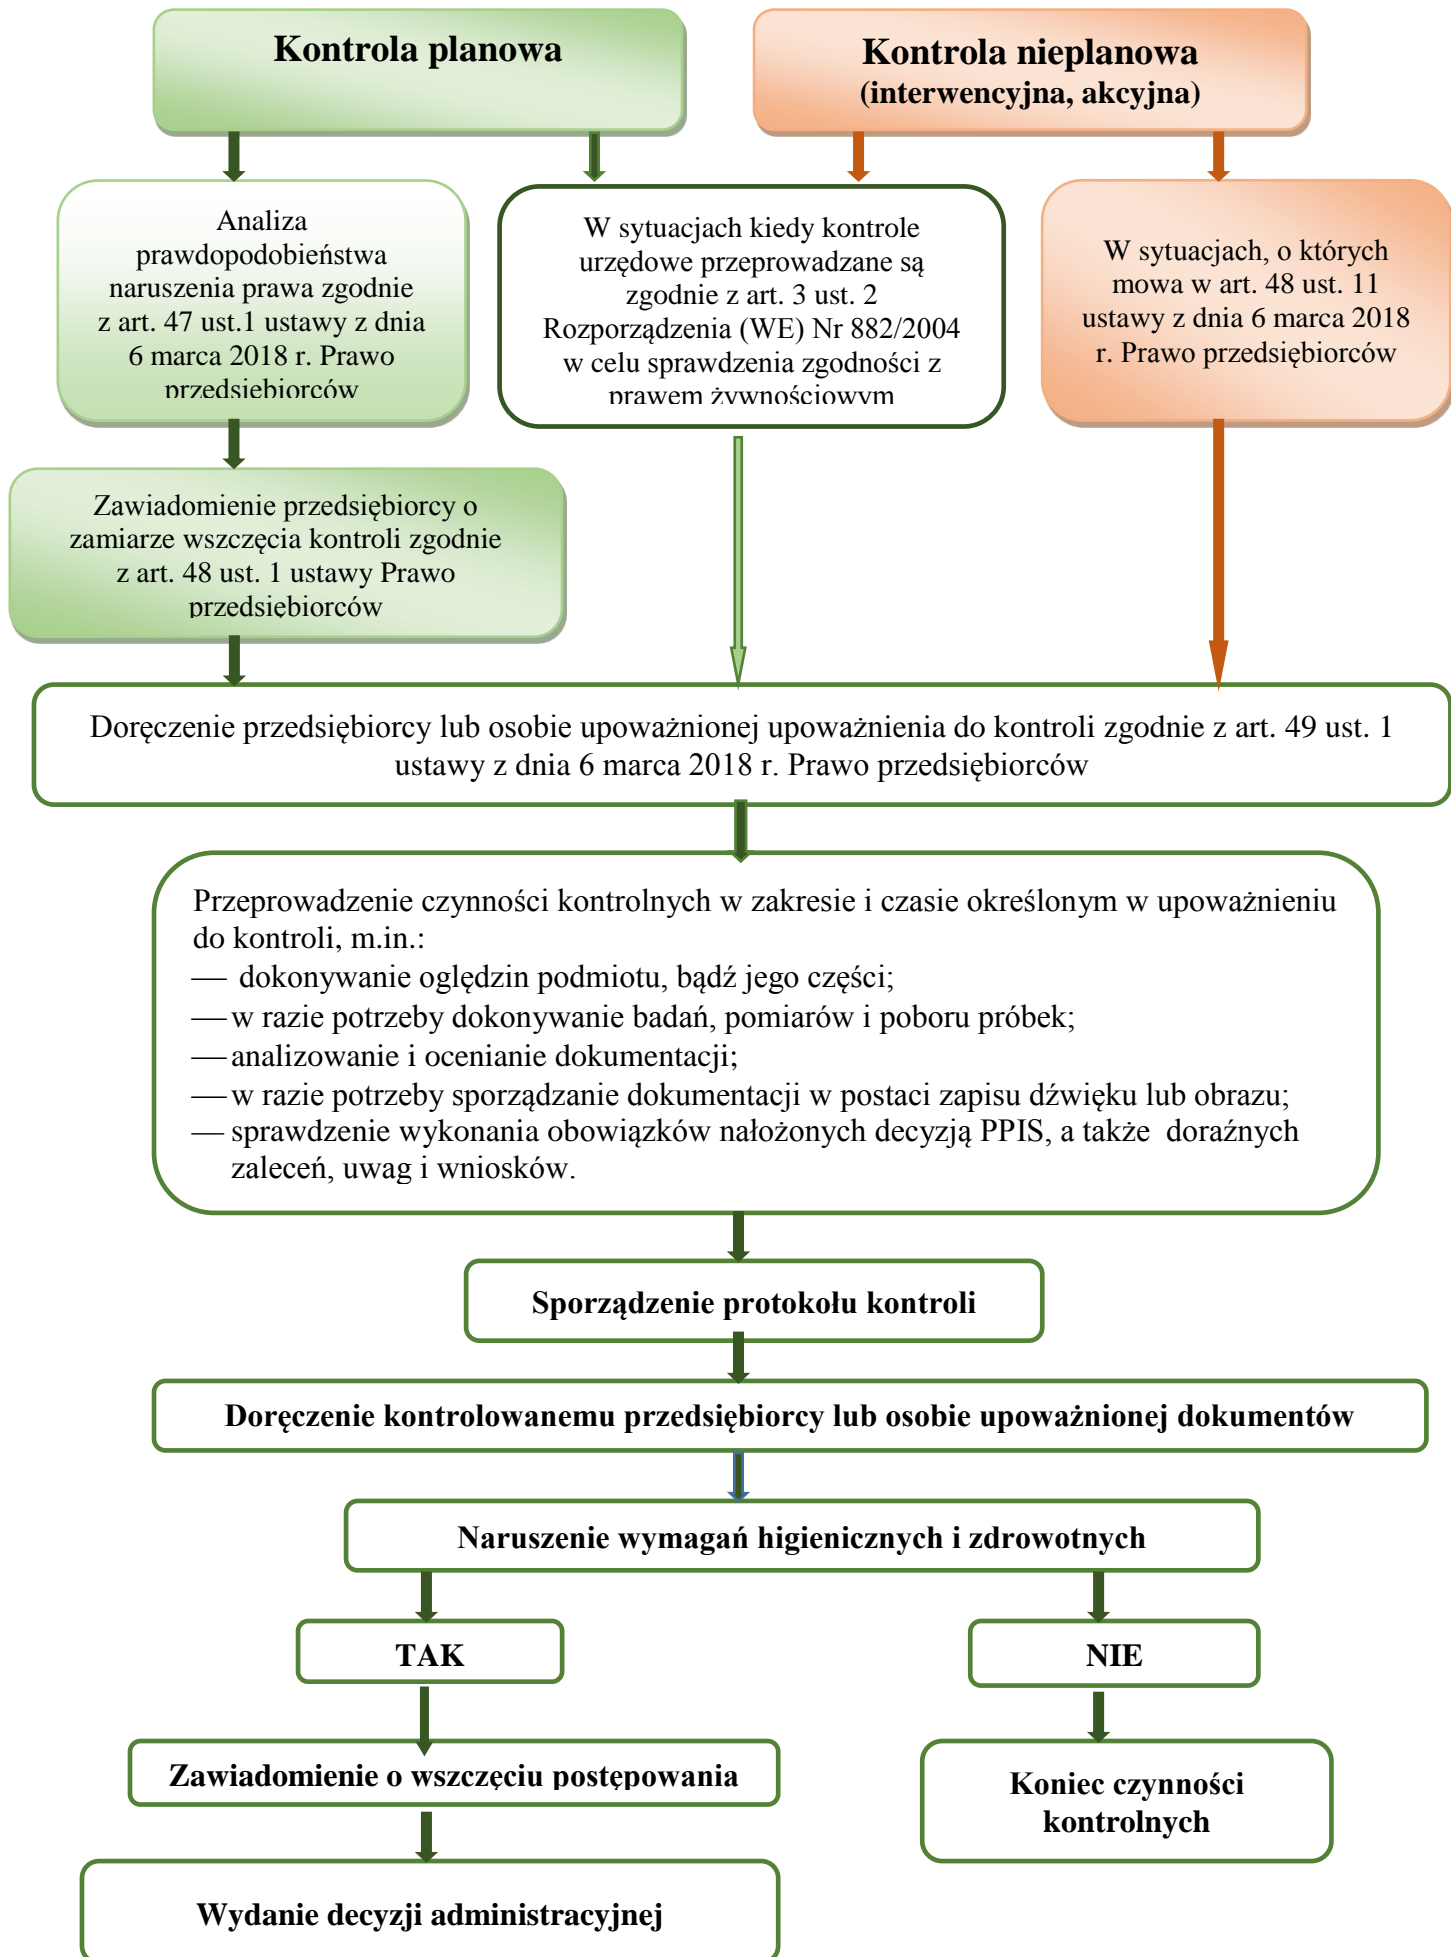 Kontrola planowa
Kontrola nieplanowa
(interwencyjna, akcyjna)
Analiza
prawdopodobieństwa
naruszenia prawa zgodnie
z art. 47 ust.1 ustawy z dnia
6 marca 2018 r. Prawo
przedsiębiorców
W sytuacjach kiedy kontrole
urzędowe przeprowadzane są
zgodnie z art. 3 ust. 2
Rozporządzenia (WE) Nr 882/2004
w celu sprawdzenia zgodności z
prawem żywnościowym
W sytuacjach, o których
mowa w art. 48 ust. 11
ustawy z dnia 6 marca 2018
r. Prawo przedsiębiorców
Zawiadomienie przedsiębiorcy o
zamiarze wszczęcia kontroli zgodnie
z art. 48 ust. 1 ustawy Prawo
przedsiębiorców
Doręczenie przedsiębiorcy lub osobie upoważnionej upoważnienia do kontroli zgodnie z art. 49 ust. 1
ustawy z dnia 6 marca 2018 r. Prawo przedsiębiorców
Przeprowadzenie czynności kontrolnych w zakresie i czasie określonym w upoważnieniu
do kontroli, m.in.:
— dokonywanie oględzin podmiotu, bądź jego części;
— w razie potrzeby dokonywanie badań, pomiarów i poboru próbek;
— analizowanie i ocenianie dokumentacji;
— w razie potrzeby sporządzanie dokumentacji w postaci zapisu dźwięku lub obrazu;
— sprawdzenie wykonania obowiązków nałożonych decyzją PPIS, a także doraźnych
zaleceń, uwag i wniosków.
Sporządzenie protokołu kontroli
Doręczenie kontrolowanemu przedsiębiorcy lub osobie upoważnionej dokumentów
Naruszenie wymagań higienicznych i zdrowotnych
TAK
NIE
Zawiadomienie o wszczęciu postępowania
Koniec czynności
kontrolnych
Wydanie decyzji administracyjnej